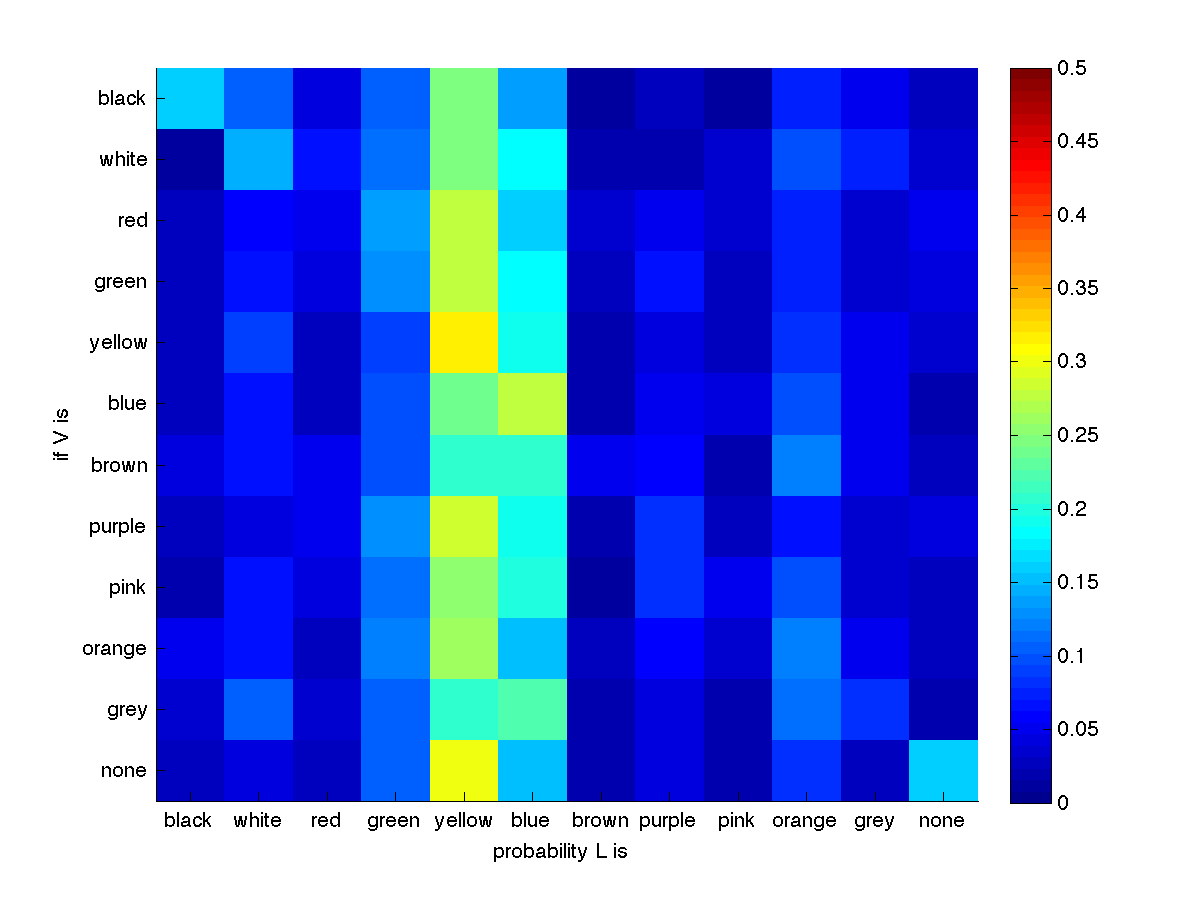 black
white
red
green
yellow
blue
brown
purple
pink
orange
grey
none
if V is
black white red green yellow blue brown purple pink orange grey none
probability L is
0.5
0.45
0.4
0.35
0.3
0.25
0.2
0.15
0.1
0.05
0